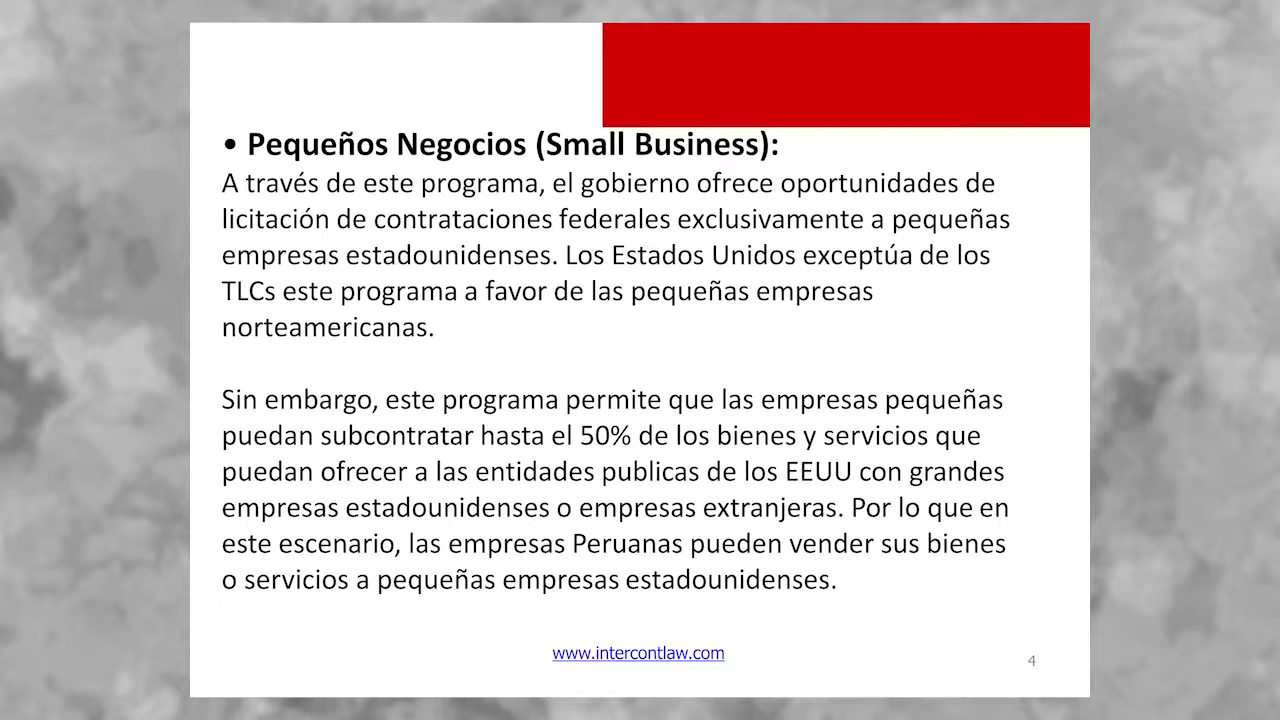 • Pequeños Negocios (Small Business):
A través de este programa, el gobierno ofrece oportunidades de
licitación de contrataciones federales exclusivamente a pequeñas
empresas estadounidenses. Los Estados Unidos exceptúa de los
TLCs este programa a favor de las pequeñas empresas
norteamericanas.
Sin embargo, este programa permite que las empresas pequeñas
puedan subcontratar hasta el 50% de los bienes y servicios que
puedan ofrecer a las entidades publicas de los EEUU con grandes
empresas estadounidenses o empresas extranjeras. Por lo que en
este escenario, las empresas Peruanas pueden vender sus bienes
o servicios a pequeñas empresas estadounidenses.
www.intercontlaw.com
4